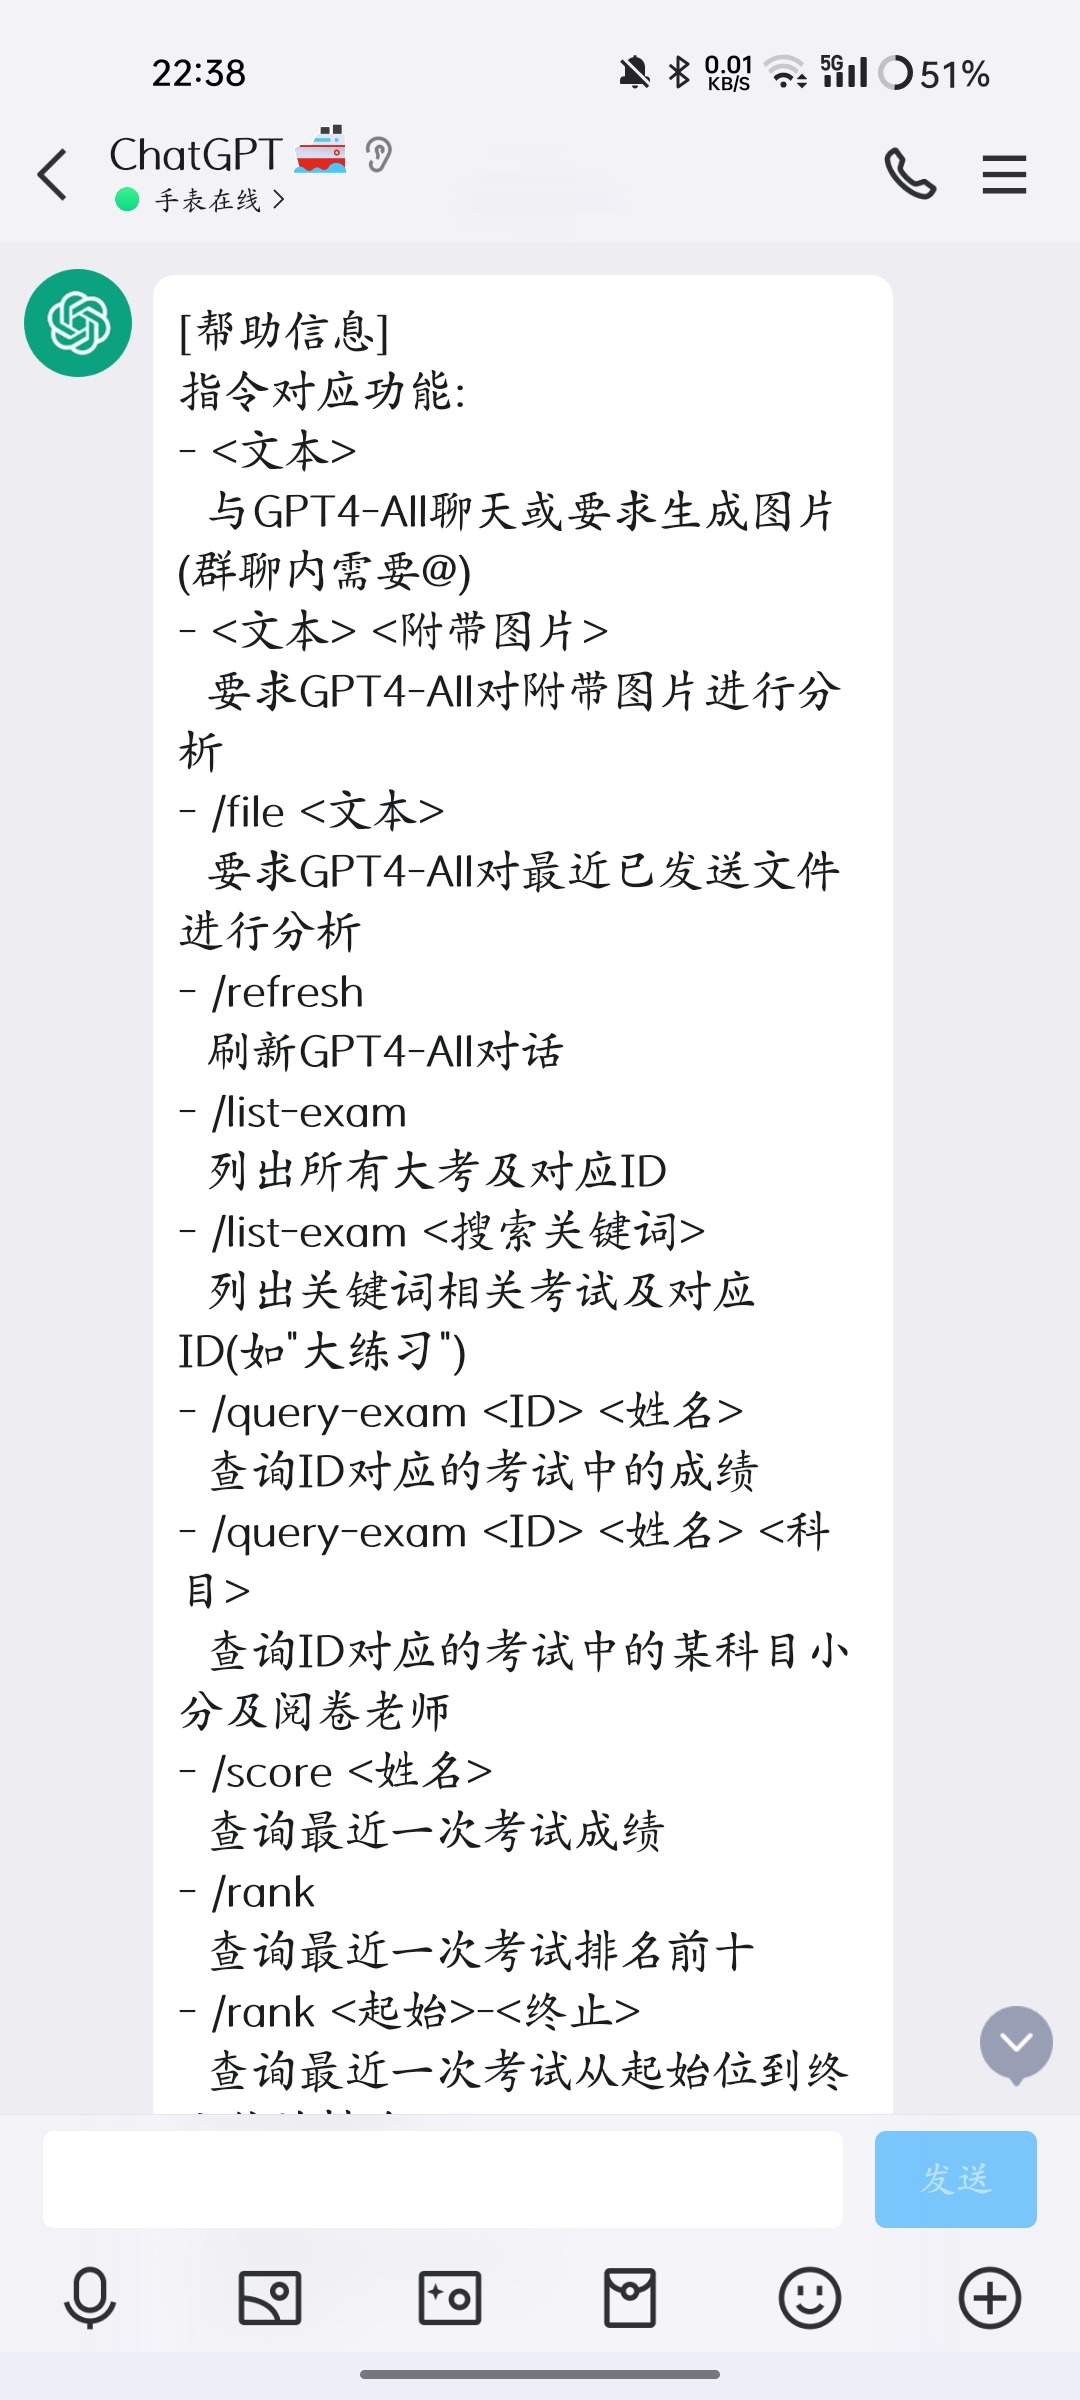 22:38
0.01
KB/S
5G
51%
ChatGPT
手表在线
[帮助信息]
指令对应功能:
- <文本>
与GPT4-All聊天或要求生成图片
(群聊内需要@)
- <文本> <附带图片>
要求GPT4-All对附带图片进行分
析
- /file <文本>
要求GPT4-All对最近已发送文件
进行分析
- /refresh
刷新GPT4-All对话
- /list-exam
列出所有大考及对应ID
- /list-exam <搜索关键词>
列出关键词相关考试及对应
ID(如"大练习")
- /query-exam <ID> <姓名>
查询ID对应的考试中的成绩
- /query-exam <ID> <姓名> <科
目>
查询ID对应的考试中的某科目小
分及阅卷老师
- /score <姓名>
查询最近一次考试成绩
- /rank
查询最近一次考试排名前十
- /rank <起始>-<终止>
查询最近一次考试从起始位到终
发送